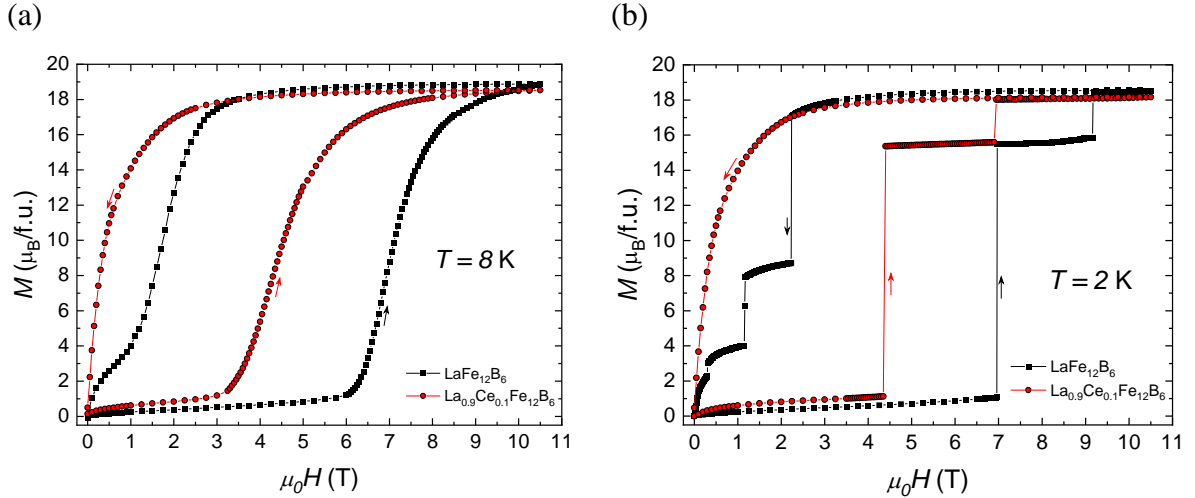 (a)
20
18
16
14
12
10
8
6
4
2
0
M (μB/f.u.)
T = 8 K
LaFe12B6
La0.9Ce0.1Fe12B6
0 1 2 3 4 5 6 7 8 9 10 11
μ0H (T)
(b)
20
18
16
14
12
10
8
6
4
2
0
M (μB/f.u.)
T = 2 K
LaFe12B6
La0.9Ce0.1Fe12B6
0 1 2 3 4 5 6 7 8 9 10 11
μ0H (T)